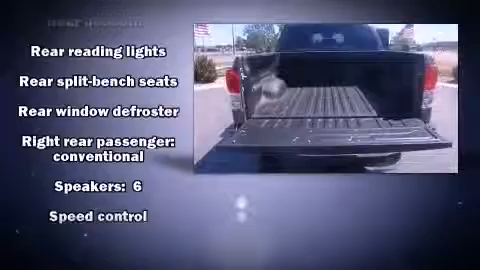 Rear reading lights
Rear split-bench seats
Rear window defroster
Right rear passenger:
conventional
Speakers: 6
Speed control